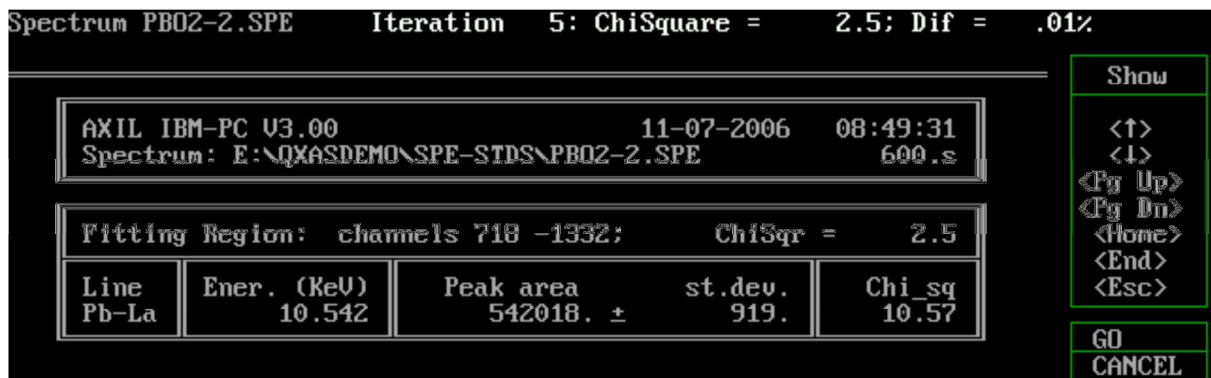 Spectrum PBO2-2.SPE Iteration 5: ChiSquare = 2.5; Dif = .01%
Show
AXIL IBM-PC V3.00 11-07-2006 08:49:31
Spectrum: E:\QXASDEMO\SPE-STDS\PBO2-2.SPE 600.s
<↑>
<↓>
<Pg Up>
<Pg Dn>
<Home>
<End>
<Esc>
Fitting Region: channels 718 -1332; ChiSqr = 2.5
Line Ener. (KeV) Peak area st.dev. Chi_sq
Pb-La 10.542 542018. ± 919. 10.57
GO
CANCEL